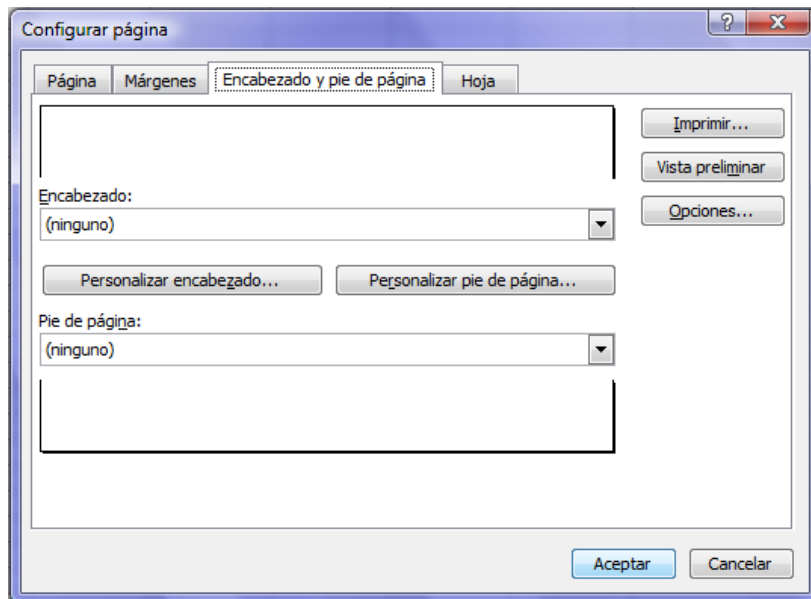 Configurar página
Página Márgenes Encabezado y pie de página Hoja
Imprimir...
Vista preliminar
Encabezado:
(ninguno)
Opciones...
Personalizar encabezado... Personalizar pie de página...
Pie de página:
(ninguno)
Aceptar Cancelar